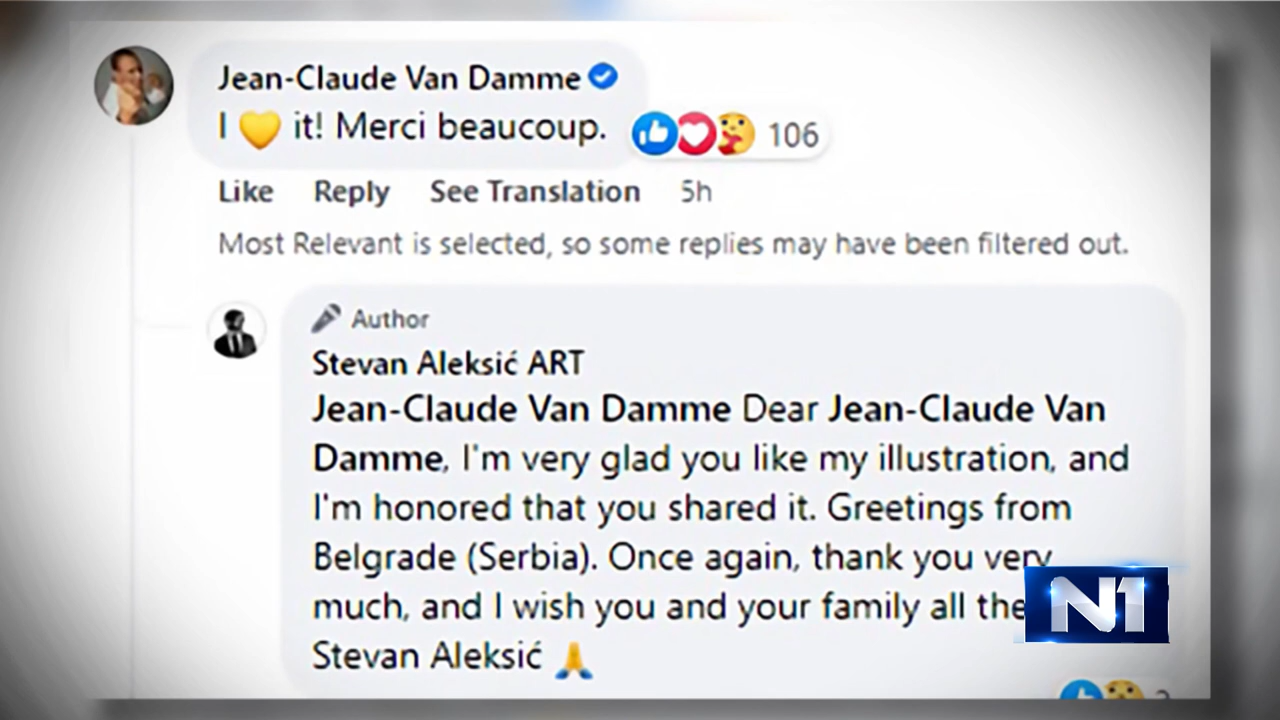 Jean-Claude Van Damme
I 💛 it! Merci beaucoup.
106
Like Reply See Translation 5h
Most Relevant is selected, so some replies may have been filtered out.
Author
Stevan Aleksić ART
Jean-Claude Van Damme Dear Jean-Claude Van
Damme, I'm very glad you like my illustration, and
I'm honored that you shared it. Greetings from
Belgrade (Serbia). Once again, thank you very
much, and I wish you and your family all the
Stevan Aleksić 🙏
N1